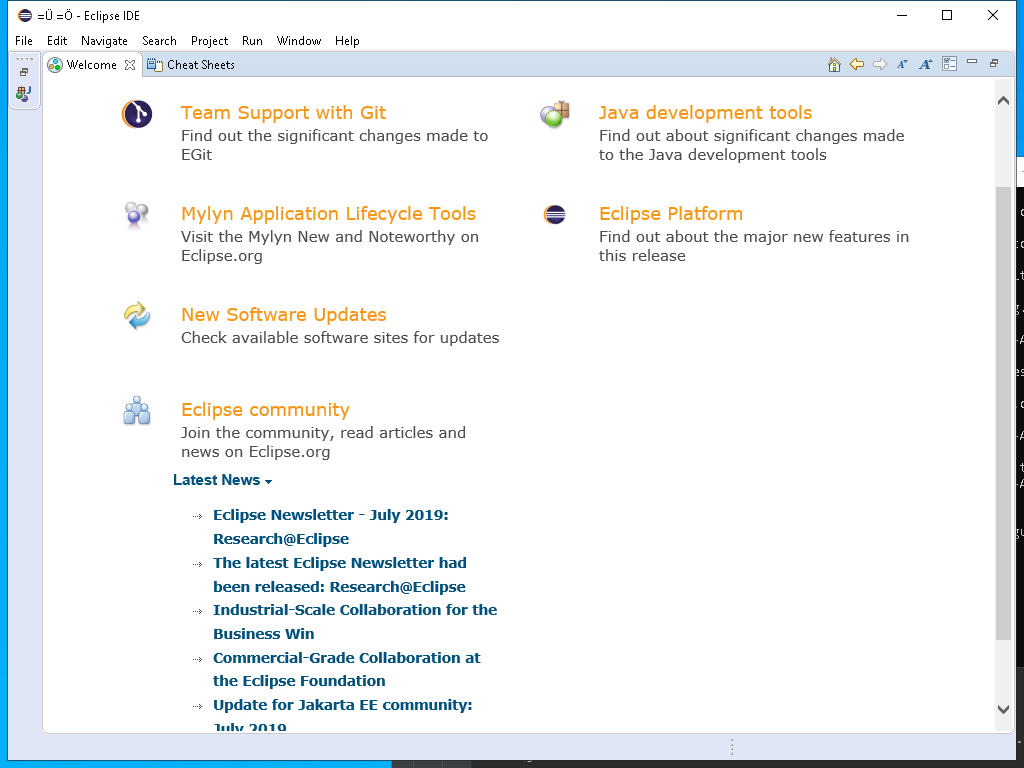 =Ü =Ö - Eclipse IDE
File Edit Navigate Search Project Run Window Help
Welcome Cheat Sheets
Team Support with Git
Find out the significant changes made to
EGit
Java development tools
Find out about significant changes made
to the Java development tools
Mylyn Application Lifecycle Tools
Visit the Mylyn New and Noteworthy on
Eclipse.org
Eclipse Platform
Find out about the major new features in
this release
New Software Updates
Check available software sites for updates
Eclipse community
Join the community, read articles and
news on Eclipse.org
Latest News
Eclipse Newsletter - July 2019:
Research@Eclipse
The latest Eclipse Newsletter had
been released: Research@Eclipse
Industrial-Scale Collaboration for the
Business Win
Commercial-Grade Collaboration at
the Eclipse Foundation
Update for Jakarta EE community:
July 2019